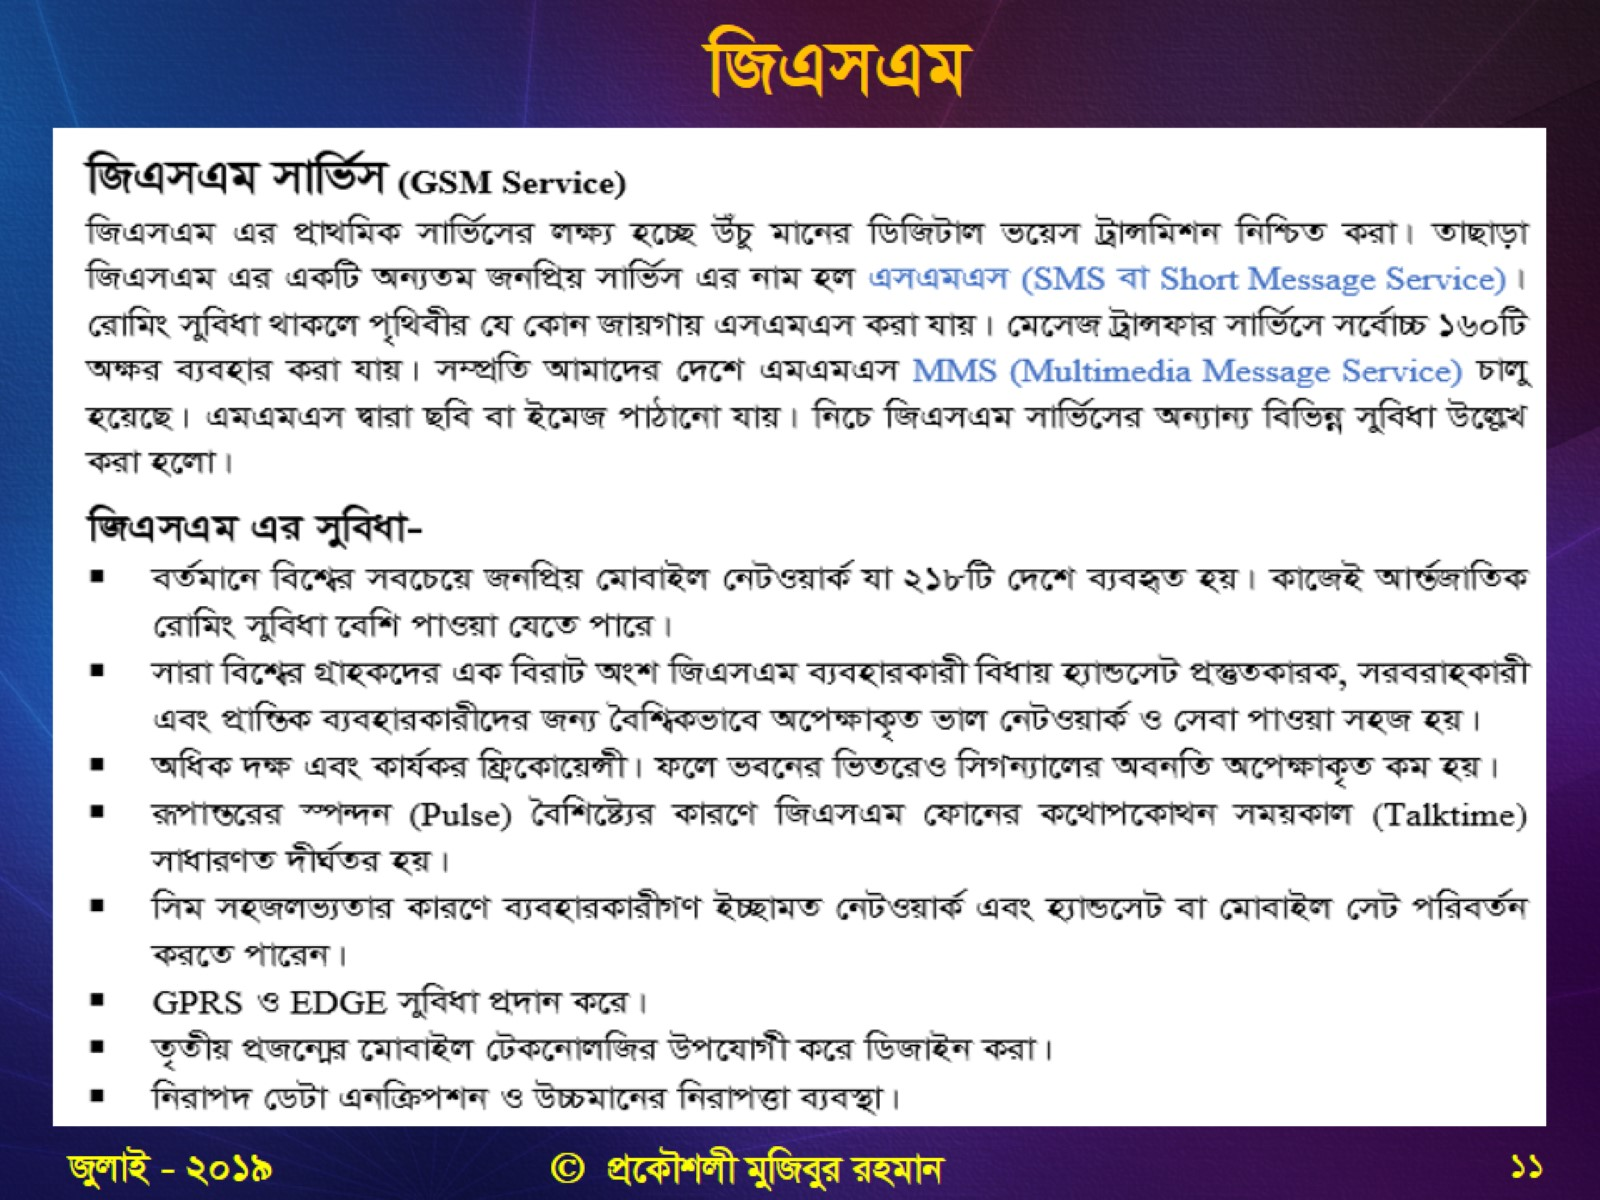 জিএসএম
জিএসএম সার্ভিস (GSM Service)
জিএসএম এর প্রাথমিক সার্ভিসের লক্ষ্য হচ্ছে উঁচু মানের ডিজিটাল ভয়েস ট্রান্সমিশন নিশ্চিত করা। তাছাড়া
জিএসএম এর একটি অন্যতম জনপ্রিয় সার্ভিস এর নাম হল এসএমএস (SMS বা Short Message Service)।
রোমিং সুবিধা থাকলে পৃথিবীর যে কোন জায়গায় এসএমএস করা যায়। মেসেজ ট্রান্সফার সার্ভিসে সর্বোচ্চ ১৬০টি
অক্ষর ব্যবহার করা যায়। সম্প্রতি আমাদের দেশে এমএমএস MMS (Multimedia Message Service) চালু
হয়েছে। এমএমএস দ্বারা ছবি বা ইমেজ পাঠানো যায়। নিচে জিএসএম সার্ভিসের অন্যান্য বিভিন্ন সুবিধা উল্লেখ
করা হলো।
জিএসএম এর সুবিধা-
▪ বর্তমানে বিশ্বের সবচেয়ে জনপ্রিয় মোবাইল নেটওয়ার্ক যা ২১৮টি দেশে ব্যবহৃত হয়। কাজেই আর্ন্তজাতিক
রোমিং সুবিধা বেশি পাওয়া যেতে পারে।
▪ সারা বিশ্বের গ্রাহকদের এক বিরাট অংশ জিএসএম ব্যবহারকারী বিধায় হ্যান্ডসেট প্রস্তুতকারক, সরবরাহকারী
এবং প্রান্তিক ব্যবহারকারীদের জন্য বৈশ্বিকভাবে অপেক্ষাকৃত ভাল নেটওয়ার্ক ও সেবা পাওয়া সহজ হয়।
▪ অধিক দক্ষ এবং কার্যকর ফ্রিকোয়েন্সী। ফলে ভবনের ভিতরেও সিগন্যালের অবনতি অপেক্ষাকৃত কম হয়।
▪ রূপান্তরের স্পন্দন (Pulse) বৈশিষ্ট্যের কারণে জিএসএম ফোনের কথোপকোথন সময়কাল (Talktime)
সাধারণত দীর্ঘতর হয়।
▪ সিম সহজলভ্যতার কারণে ব্যবহারকারীগণ ইচ্ছামত নেটওয়ার্ক এবং হ্যান্ডসেট বা মোবাইল সেট পরিবর্তন
করতে পারেন।
▪ GPRS ও EDGE সুবিধা প্রদান করে।
▪ তৃতীয় প্রজন্মের মোবাইল টেকনোলজির উপযোগী করে ডিজাইন করা।
▪ নিরাপদ ডেটা এনক্রিপশন ও উচ্চমানের নিরাপত্তা ব্যবস্থা।
জুলাই - ২০১৯ © প্রকৌশলী মুজিবুর রহমান ১১